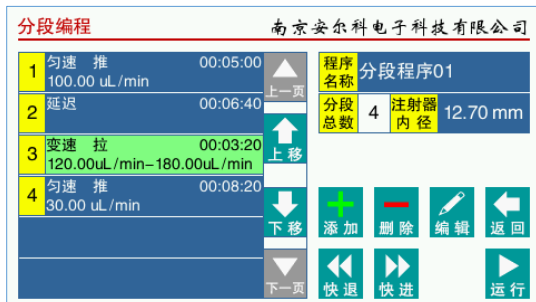 分段编程
南京安尔科电子科技有限公司
1 匀速 推 00:05:00
100.00 uL/min
2 延迟 00:06:40
3 变速 拉 00:03:20
120.00uL/min-180.00uL/min
4 匀速 推 00:08:20
30.00 uL/min
上一页
上移
下移
下一页
程序名称 分段程序01
分段总数 4 注射器内径 12.70 mm
添加 删除 编辑 返回
快退 快进 运行